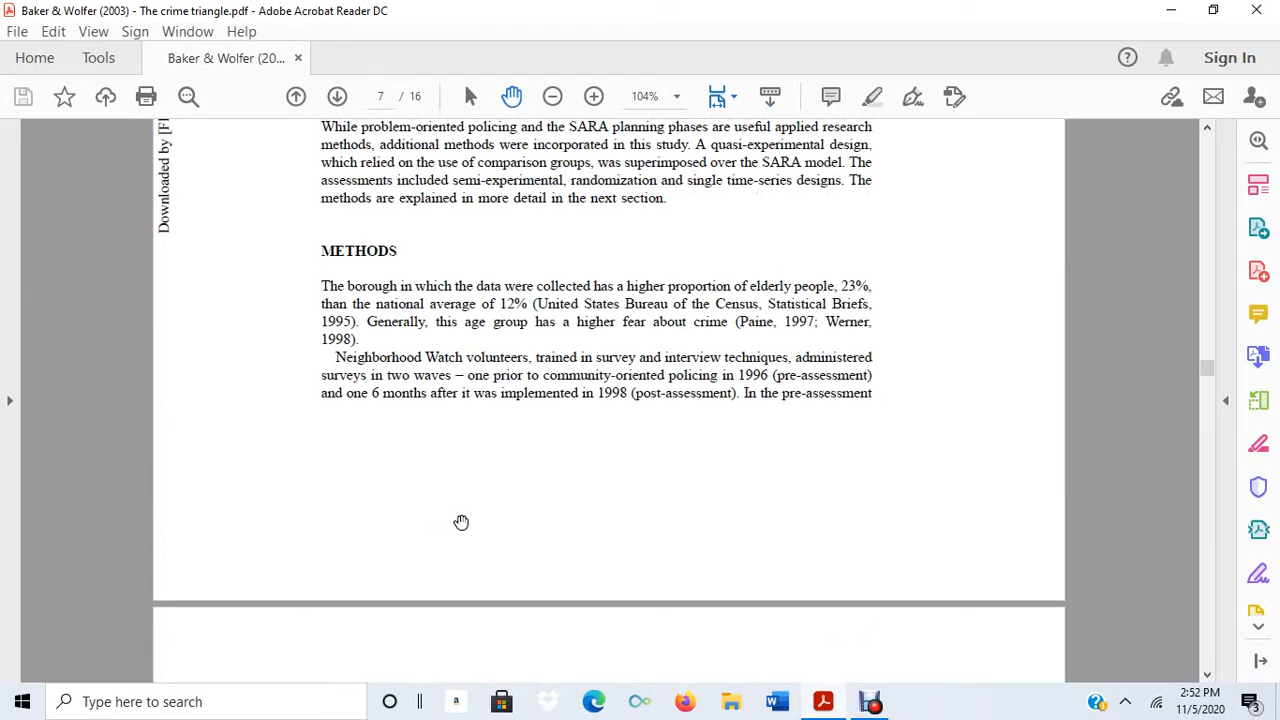 Baker & Wolfer (2003) - The crime triangle.pdf - Adobe Acrobat Reader DC
File Edit View Sign Window Help
Home Tools Baker & Wolfer (20... × Sign In
7 / 16 104%
Downloaded by [Fl
While problem-oriented policing and the SARA planning phases are useful applied research
methods, additional methods were incorporated in this study. A quasi-experimental design,
which relied on the use of comparison groups, was superimposed over the SARA model. The
assessments included semi-experimental, randomization and single time-series designs. The
methods are explained in more detail in the next section.
METHODS
The borough in which the data were collected has a higher proportion of elderly people, 23%,
than the national average of 12% (United States Bureau of the Census, Statistical Briefs,
1995). Generally, this age group has a higher fear about crime (Paine, 1997; Werner,
1998).
Neighborhood Watch volunteers, trained in survey and interview techniques, administered
surveys in two waves – one prior to community-oriented policing in 1996 (pre-assessment)
and one 6 months after it was implemented in 1998 (post-assessment). In the pre-assessment
Type here to search
a
2:52 PM
11/5/2020
3